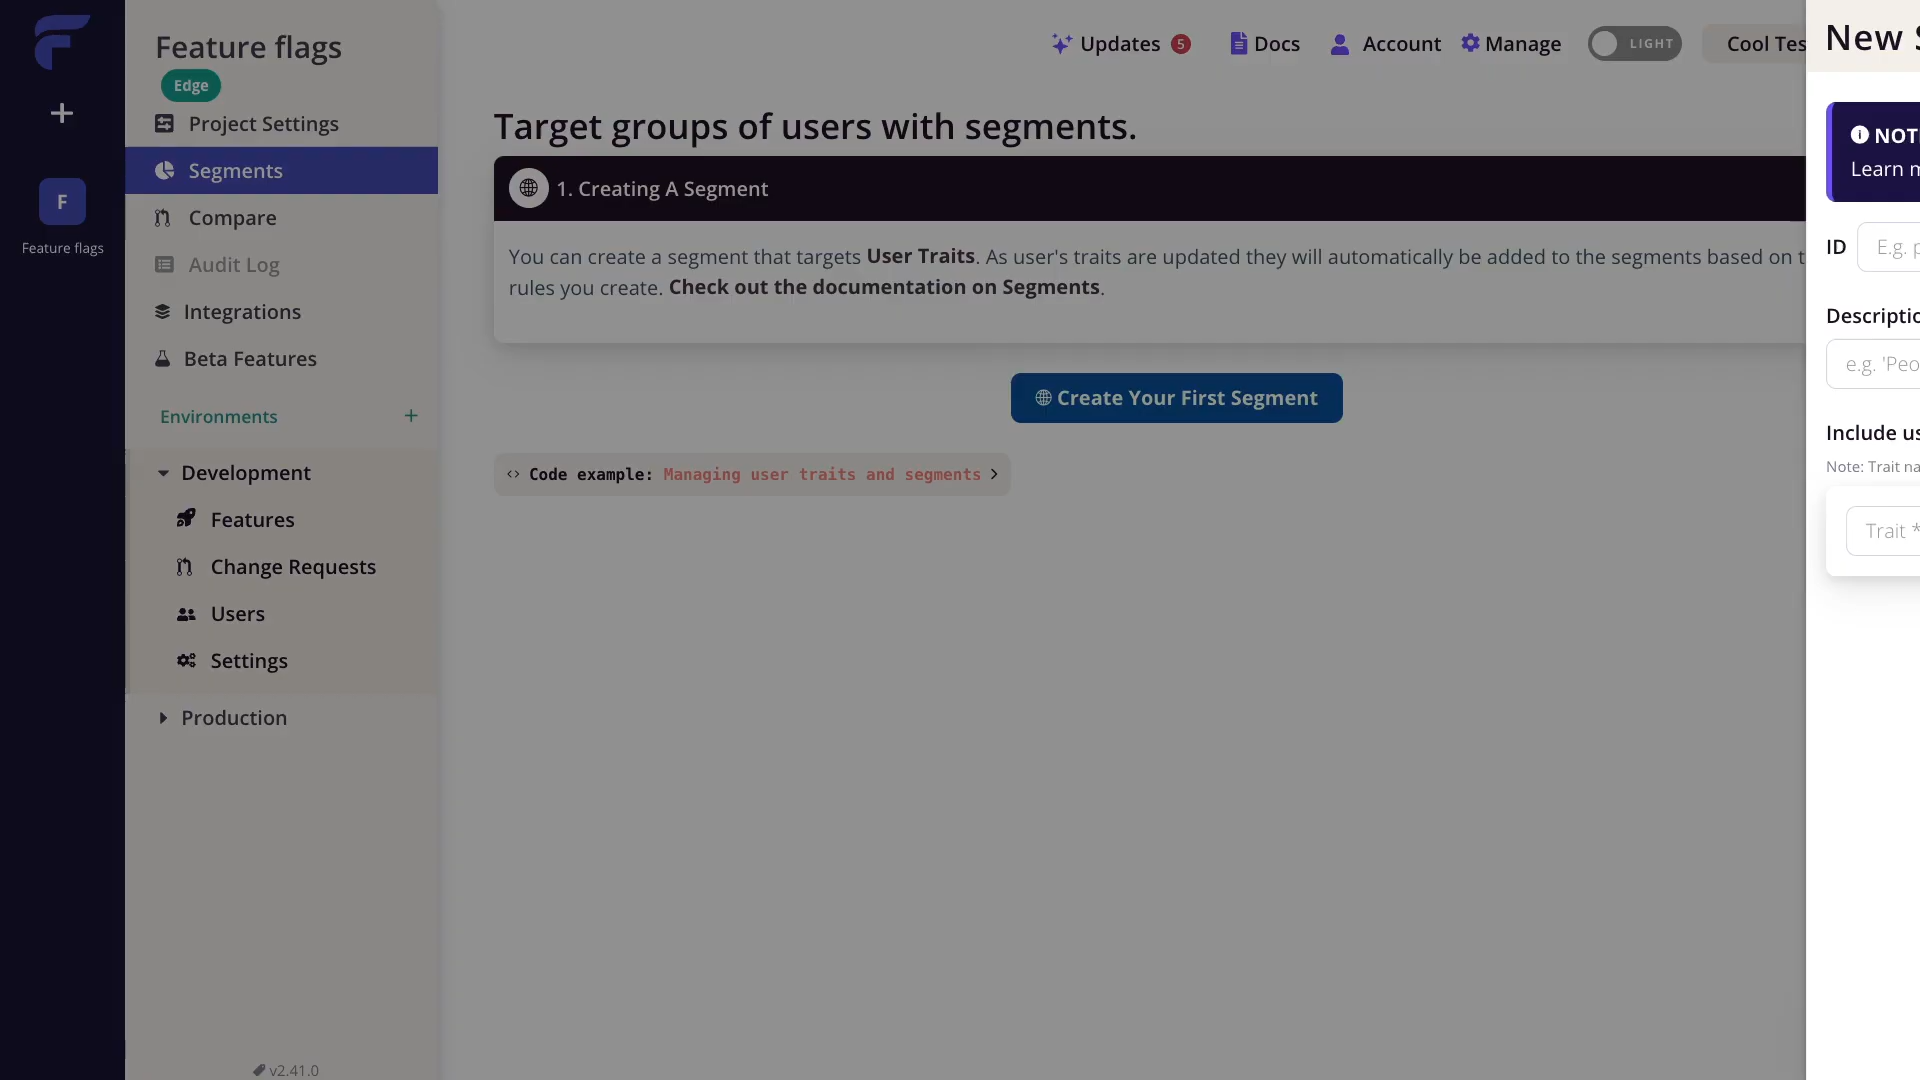 Feature flags
Edge
Project Settings
Segments
Compare
Audit Log
Integrations
Beta Features
Environments
Development
Features
Change Requests
Users
Settings
Production
v2.41.0
F
Feature flags
Updates 5
Docs
Account
Manage
LIGHT
Cool Tes
Target groups of users with segments.
1. Creating A Segment
You can create a segment that targets User Traits. As user's traits are updated they will automatically be added to the segments based on t
rules you create. Check out the documentation on Segments.
Create Your First Segment
<> Code example: Managing user traits and segments >
New S
NOT
Learn m
ID
E.g. p
Descriptio
e.g. 'Peo
Include us
Note: Trait na
Trait *